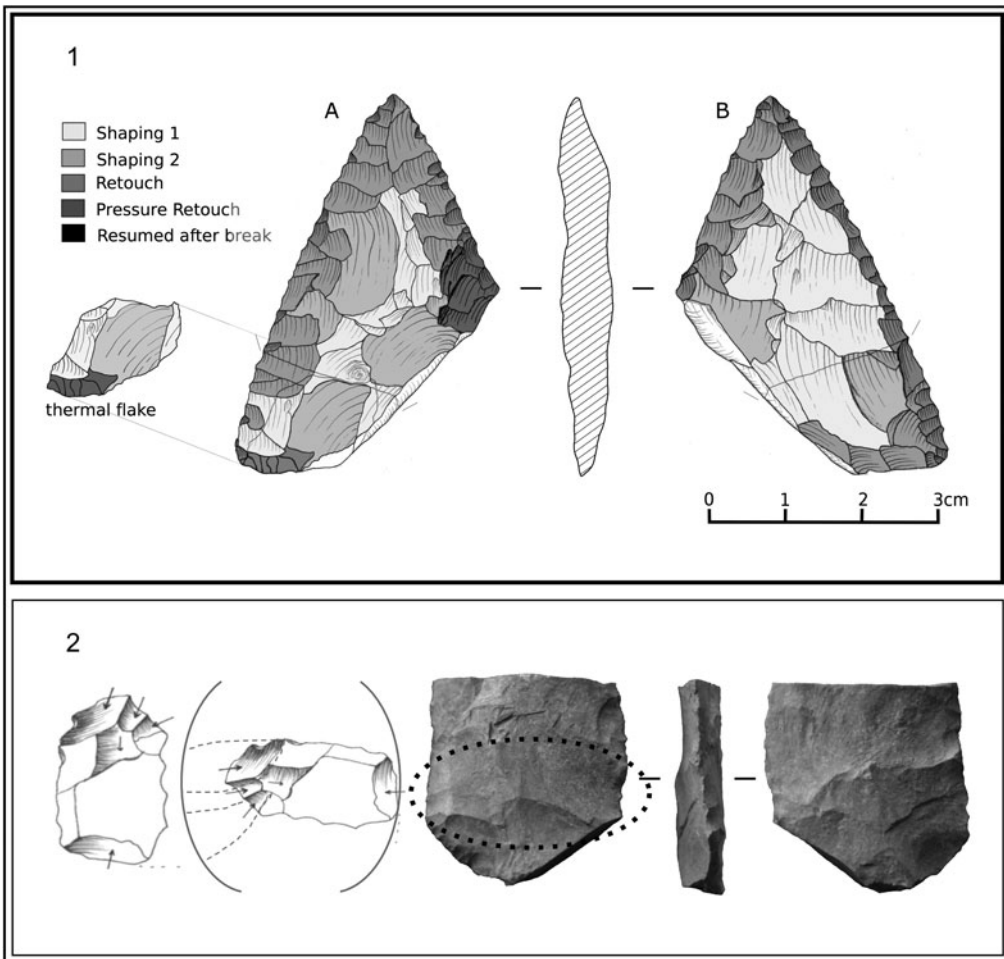 1
A
B
Shaping 1
Shaping 2
Retouch
Pressure Retouch
Resumed after break
thermal flake
0 1 2 3cm
2